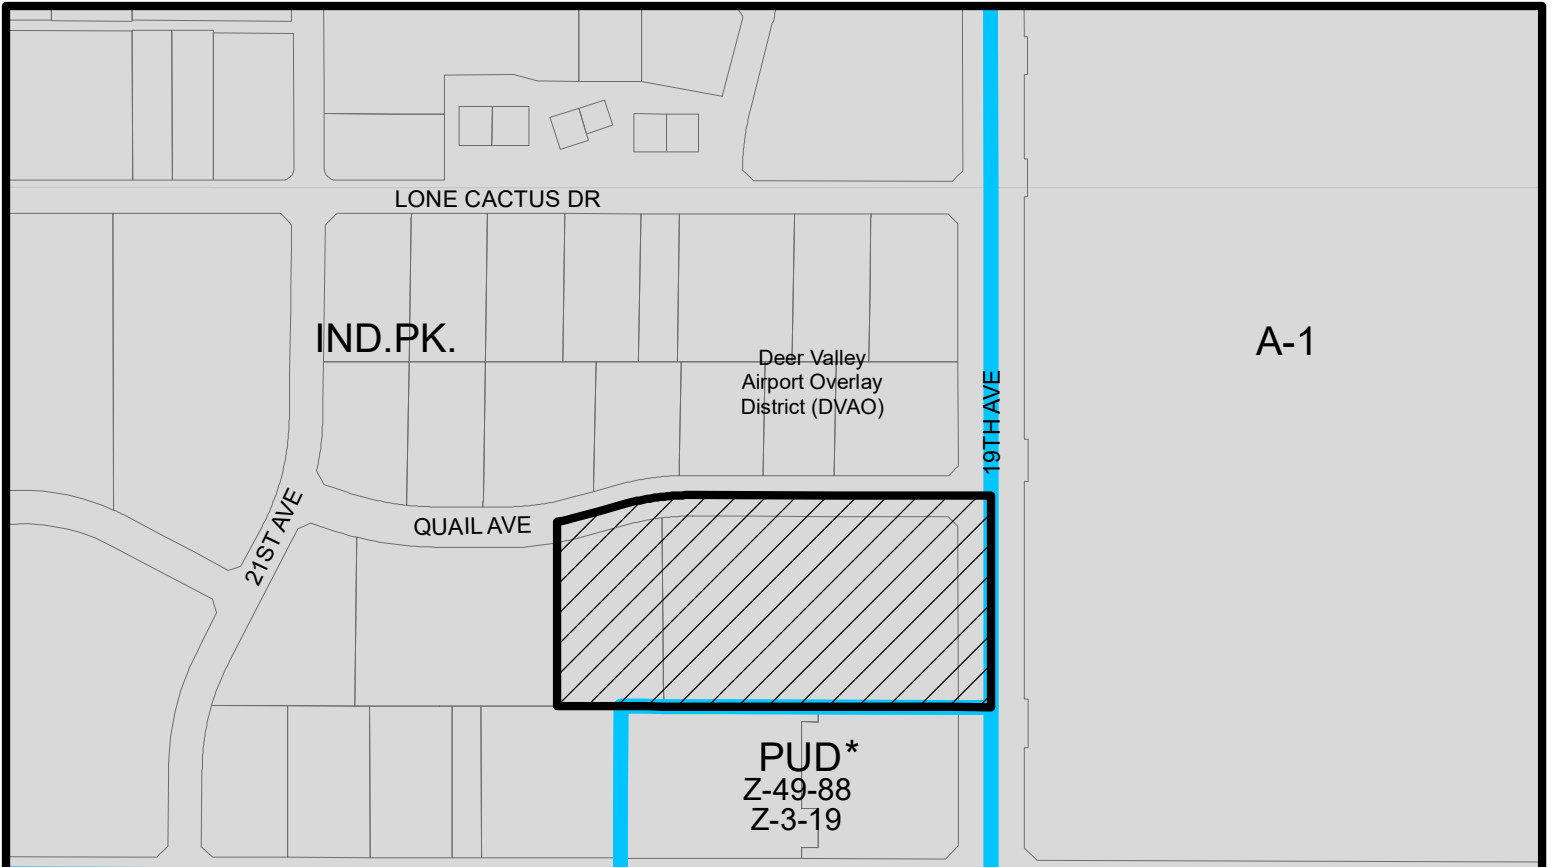 LONE CACTUS DR
IND.PK.
A-1
Deer Valley
Airport Overlay
District (DVAO)
19TH AVE
QUAIL AVE
21ST AVE
PUD*
Z-49-88
Z-3-19